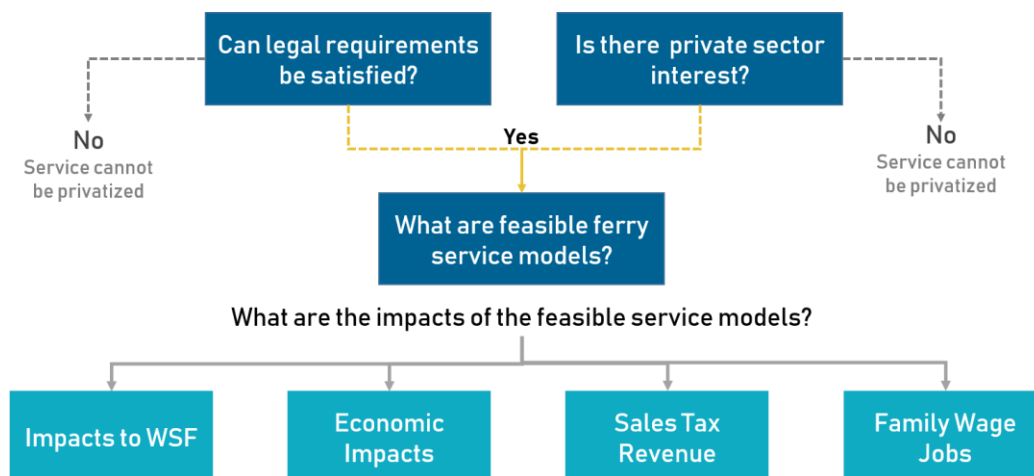 Can legal requirements
be satisfied?
Is there private sector
interest?
No
Service cannot
be privatized
Yes
No
Service cannot
be privatized
What are feasible ferry
service models?
What are the impacts of the feasible service models?
Impacts to WSF
Economic
Impacts
Sales Tax
Revenue
Family Wage
Jobs